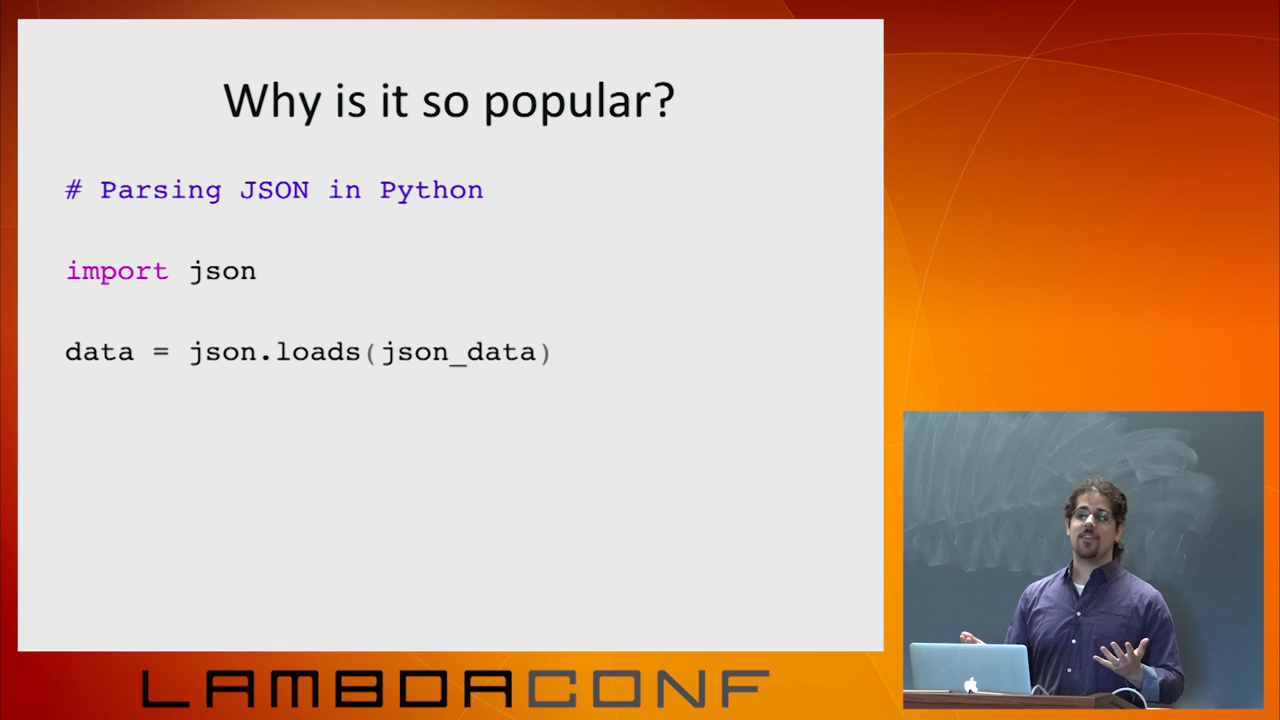 Why is it so popular?
# Parsing JSON in Python
import json
data = json.loads(json_data)
LAMBDACONF